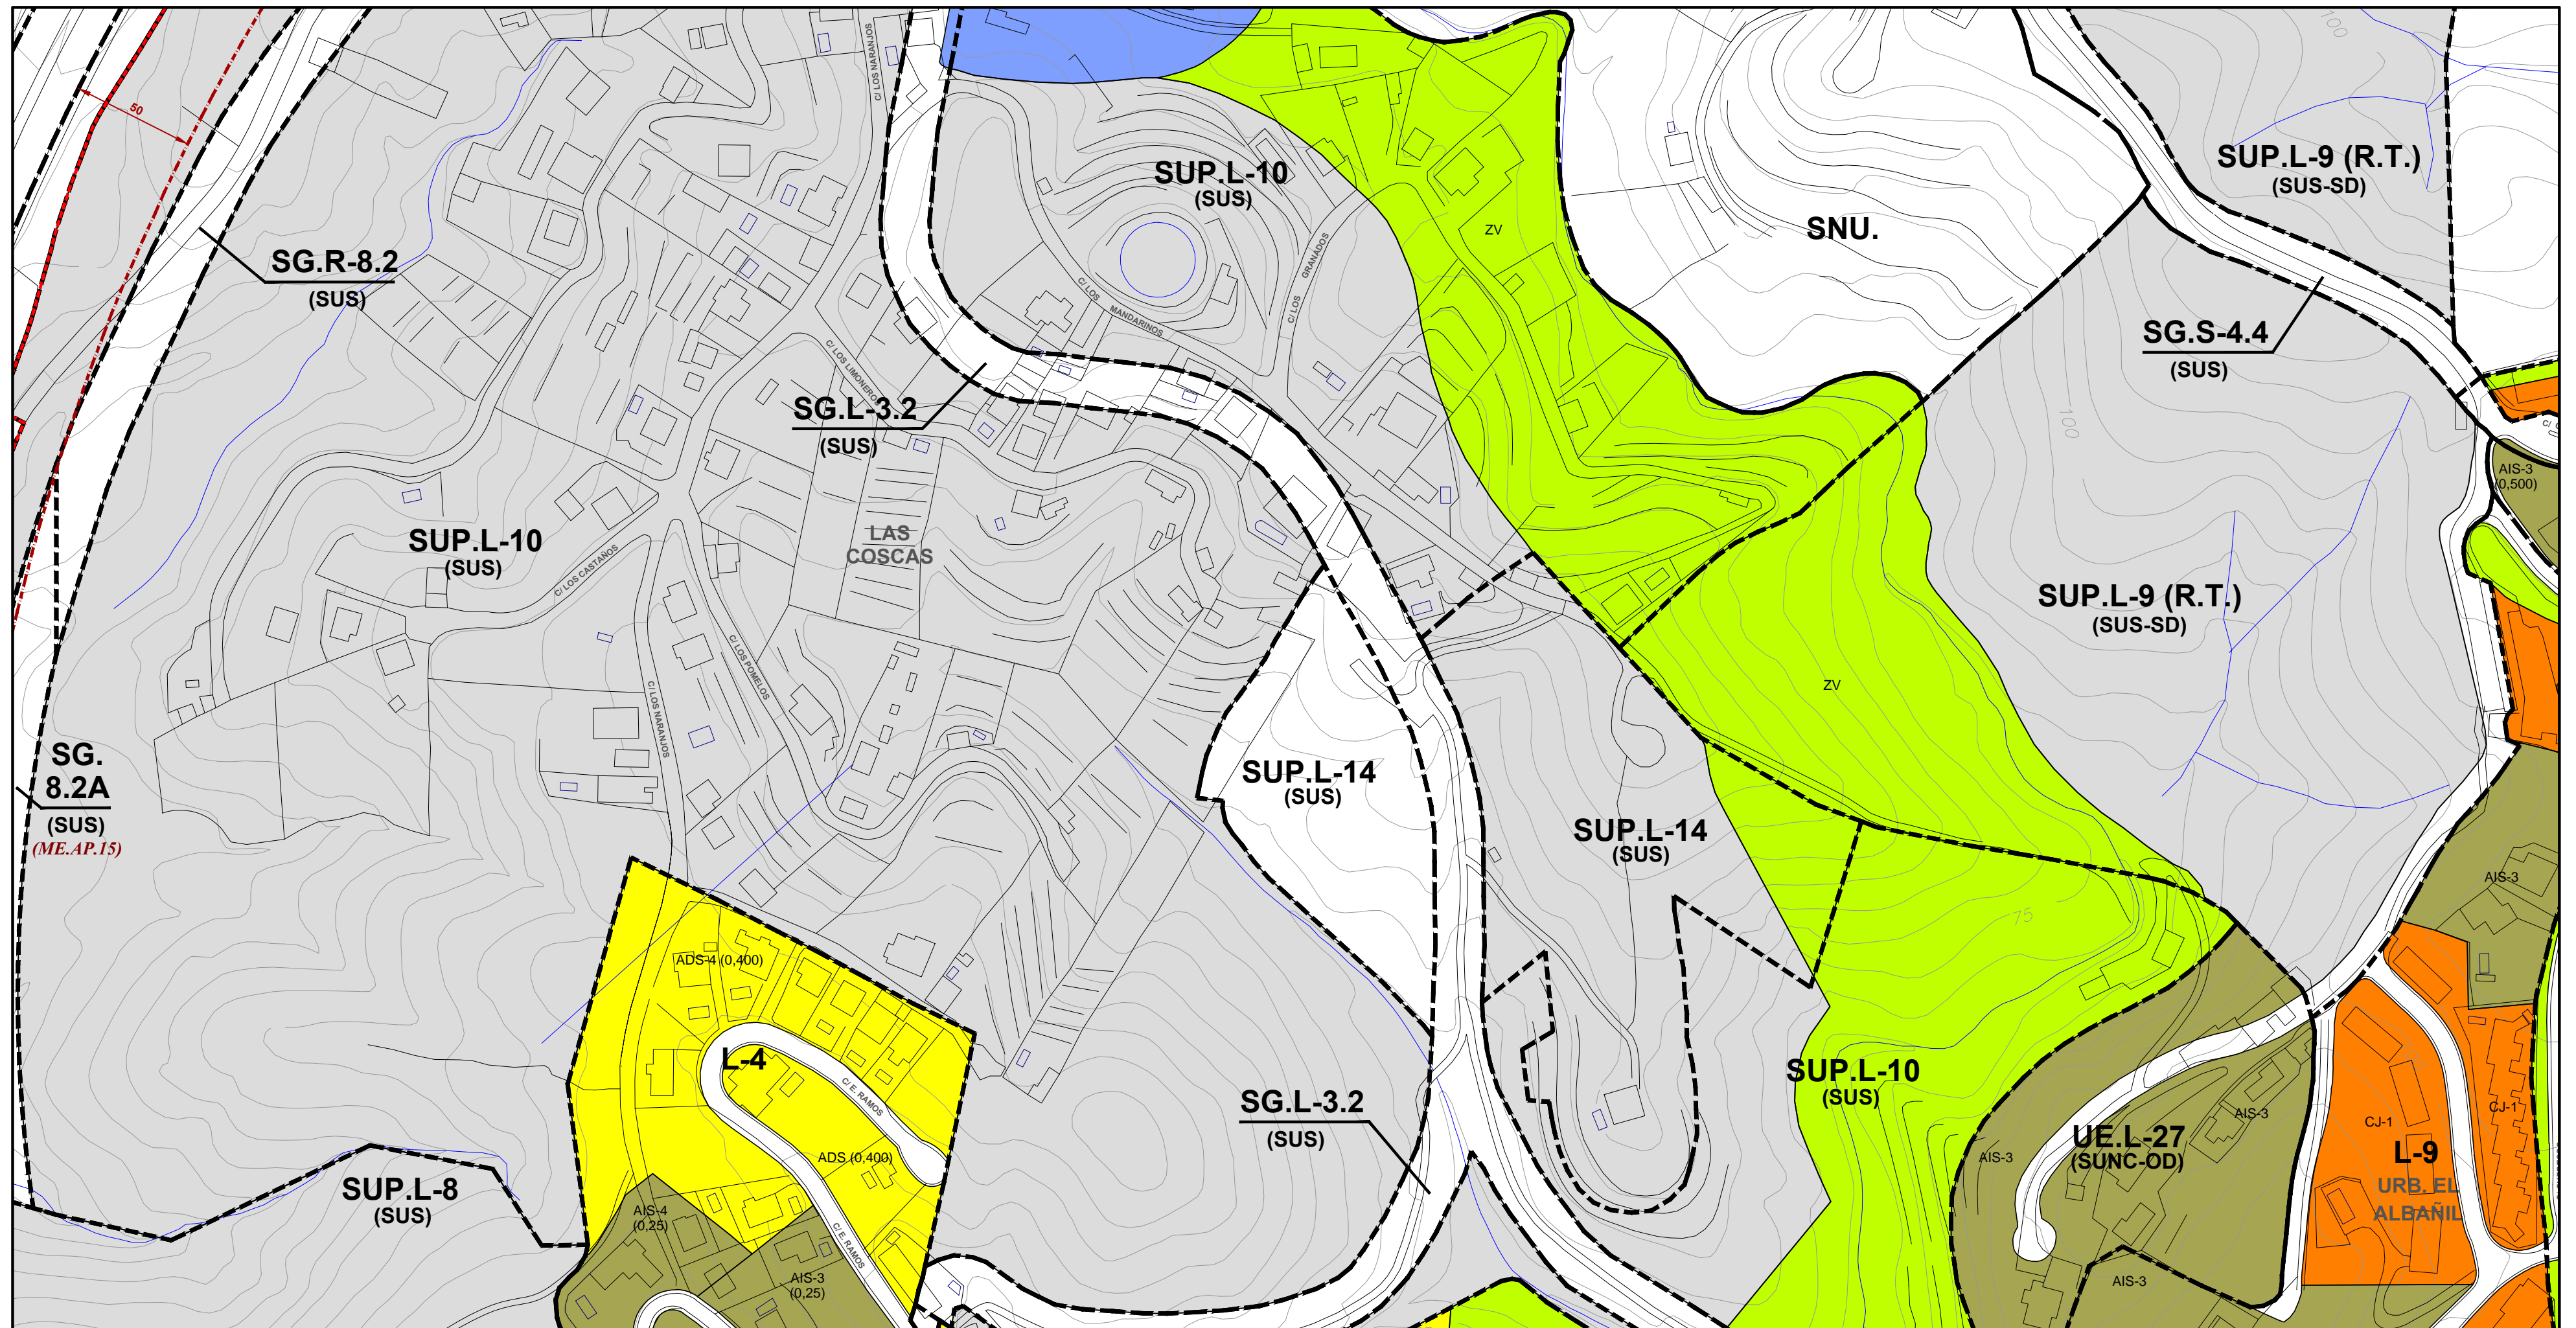 50
C/ LOS NARANJOS
100
SUP.L-10
(SUS)
SUP.L-9 (R.T.)
(SUS-SD)
ZV
SNU.
SG.R-8.2
(SUS)
C/ LOS GRANADOS
C/ LOS MANDARINOS
SG.S-4.4
(SUS)
C/ LOS LIMONEROS
SG.L-3.2
(SUS)
100
AIS-3
(0,500)
LAS
COSCAS
SUP.L-10
(SUS)
C/ LOS CASTAÑOS
SUP.L-9 (R.T.)
(SUS-SD)
C/ LOS POMELOS
C/ LOS NARANJOS
ZV
SG.
8.2A
(SUS)
(ME.AP.15)
SUP.L-14
(SUS)
SUP.L-14
(SUS)
AIS-3
75
ADS-4 (0,400)
L-4
C/ E. RAMOS
SUP.L-10
(SUS)
SG.L-3.2
(SUS)
AIS-3
CJ-1
CJ-1
UE.L-27
(SUNC-OD)
AIS-3
L-9
URB. EL
ALBAÑIL
ADS (0,400)
SUP.L-8
(SUS)
AIS-4
(0,25)
C/ E. RAMOS
AIS-3
(0,25)
AIS-3